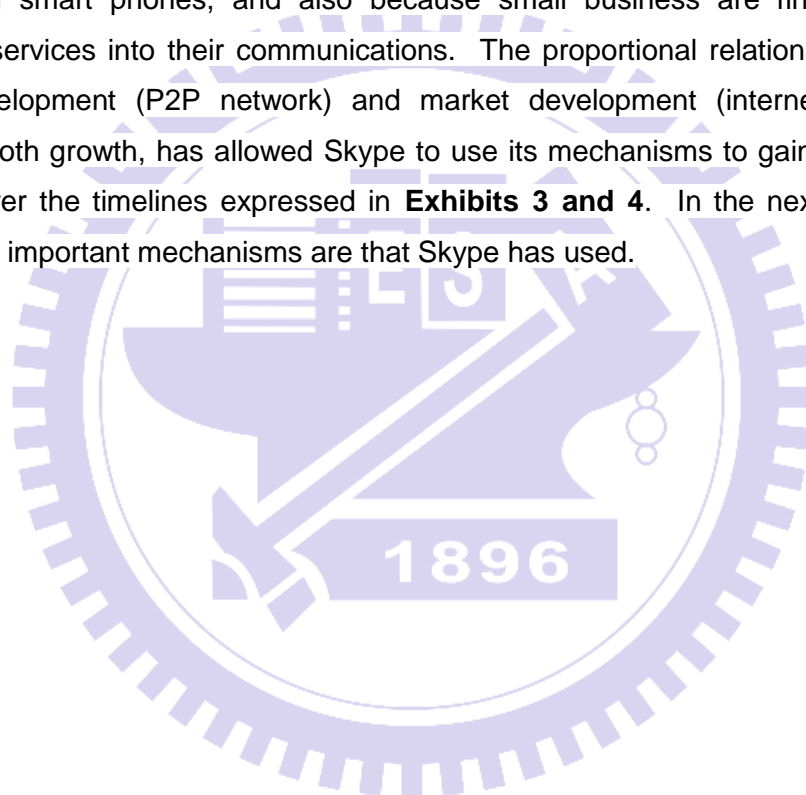 smart phones, and also because small business are fin
services into their communications. The proportional relation
elopment (P2P network) and market development (interne
oth growth, has allowed Skype to use its mechanisms to gain
er the timelines expressed in Exhibits 3 and 4. In the nex
important mechanisms are that Skype has used.
E S A
1896